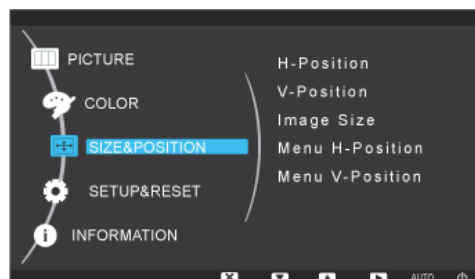 PICTURE
COLOR
SIZE&POSITION
SETUP&RESET
INFORMATION
H-Position
V-Position
Image Size
Menu H-Position
Menu V-Position
AUTO